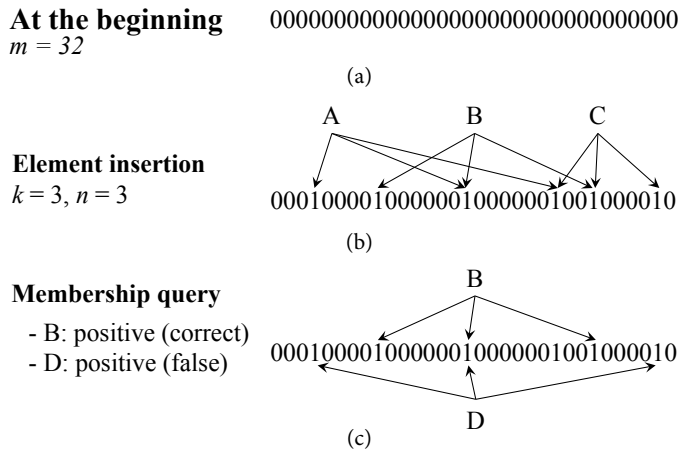 At the beginning
m = 32
00000000000000000000000000000000
(a)
A B C
Element insertion
k = 3, n = 3
00010000100000010000001001000010
(b)
B
Membership query
- B: positive (correct)
- D: positive (false)
00010000100000010000001001000010
D
(c)